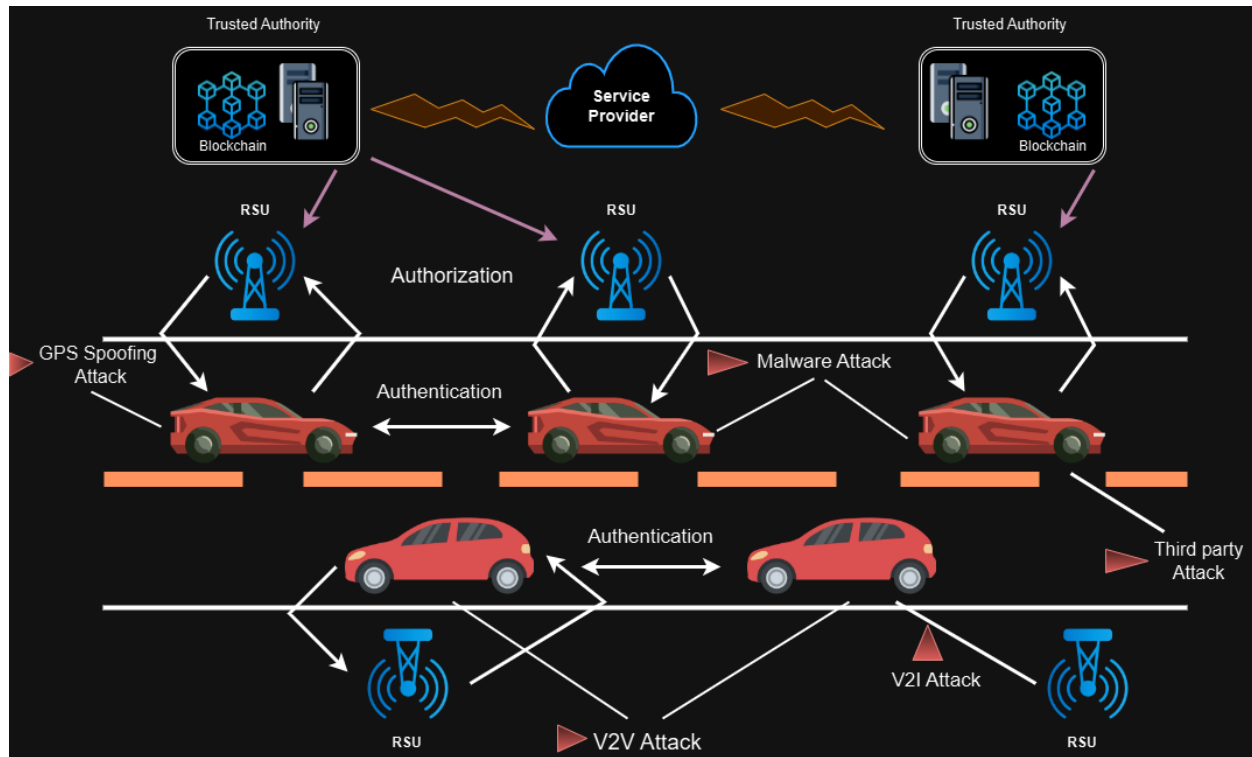 Trusted Authority
Trusted Authority
Service
Provider
Blockchain
Blockchain
RSU
RSU
RSU
Authorization
GPS Spoofing
Attack
Malware Attack
Authentication
Authentication
Third party
Attack
V2I Attack
V2V Attack
RSU
RSU